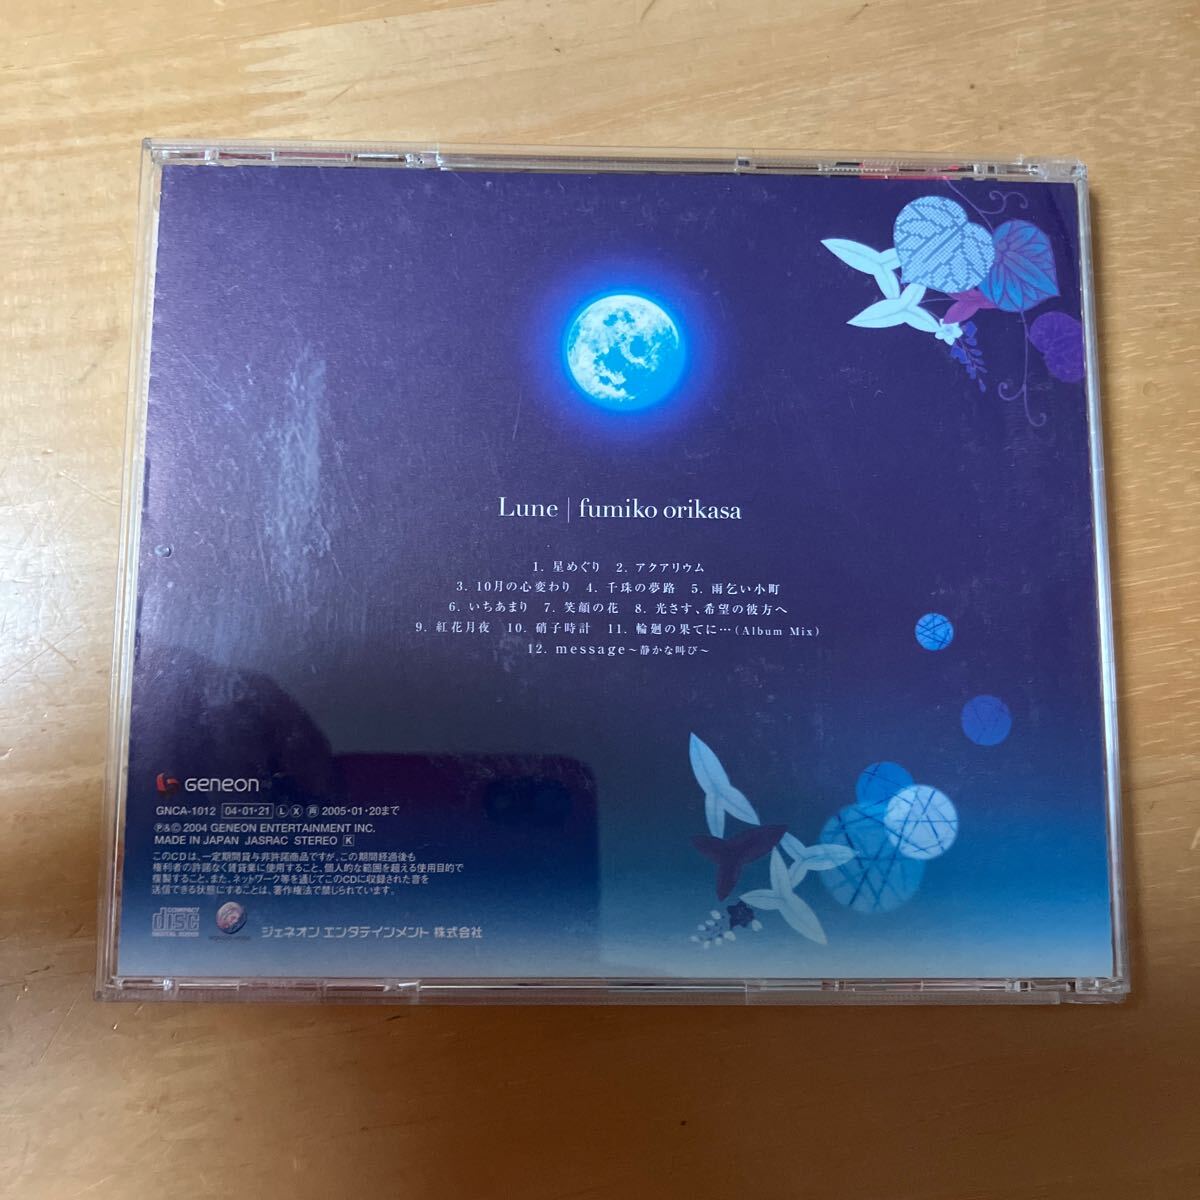 Lune | fumiko orikasa
1. 星めぐり 2. アクアリウム
3. 10月の心変わり 4. 千珠の夢路 5. 雨乞い小町
6. いちあまり 7. 笑顔の花 8. 光さす、希望の彼方へ
9. 紅花月夜 10. 硝子時計 11. 輪廻の果てに…(Album Mix)
12. message～静かな叫び～
GENEON
GNCA-1012 04・01・21 L X 再 2005・01・20まで
℗&© 2004 GENEON ENTERTAINMENT INC.
MADE IN JAPAN JASRAC STEREO K
このCDは、一定期間貸与非許諾商品ですが、この期間経過後も
権利者の許諾なく賃貸業に使用すること、個人的な範囲を超える使用目的で
複製すること、また、ネットワーク等を通じてこのCDに収録された音を
送信できる状態にすることは、著作権法で禁じられています。
COMPACT
disc
DIGITAL AUDIO
ジェネオン エンタテインメント 株式会社